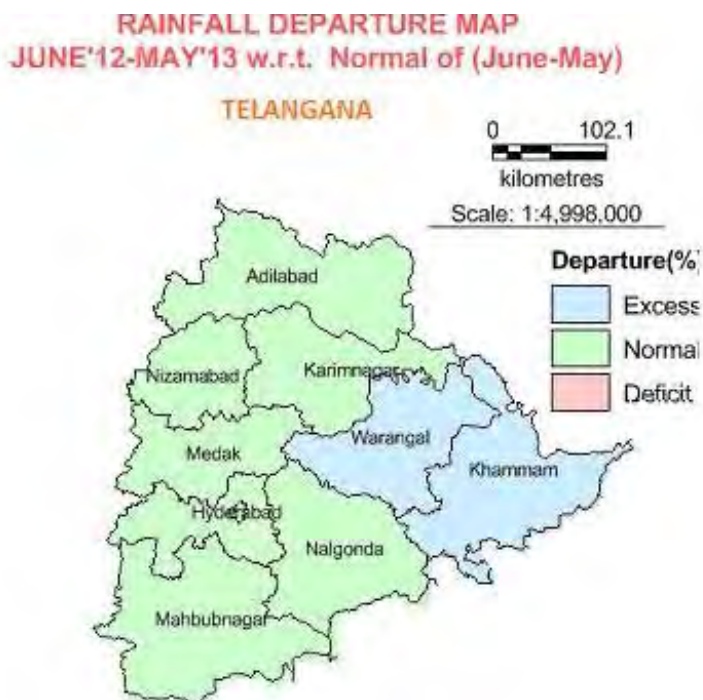 RAINFALL DEPARTURE MAP
JUNE'12-MAY'13 w.r.t. Normal of (June-May)
TELANGANA
0 102.1
kilometres
Scale: 1:4,998,000
Departure(%)
Excess
Normal
Deficit
Adilabad
Nizamabad
Karimnagar
Warangal
Medak
Khammam
Hyderabad
Nalgonda
Mahbubnagar